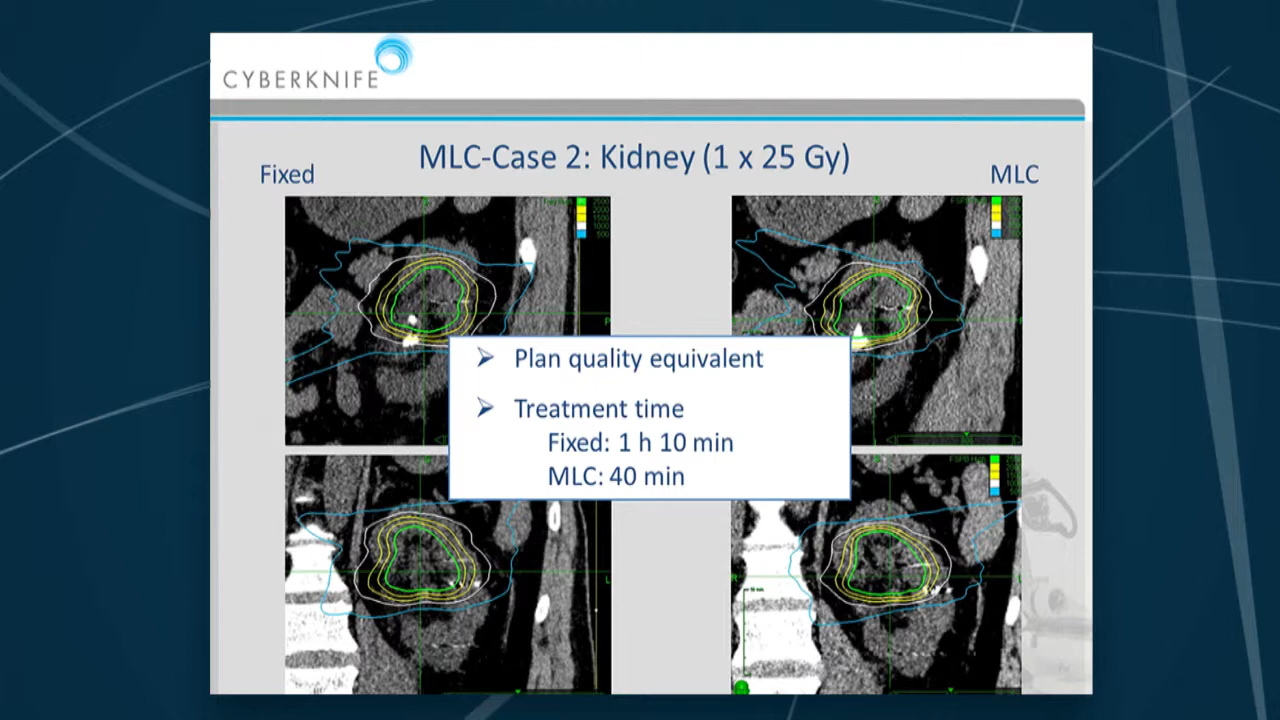 CYBERKNIFE
MLC-Case 2: Kidney (1 x 25 Gy)
Fixed
MLC
➢ Plan quality equivalent
➢ Treatment time
Fixed: 1 h 10 min
MLC: 40 min